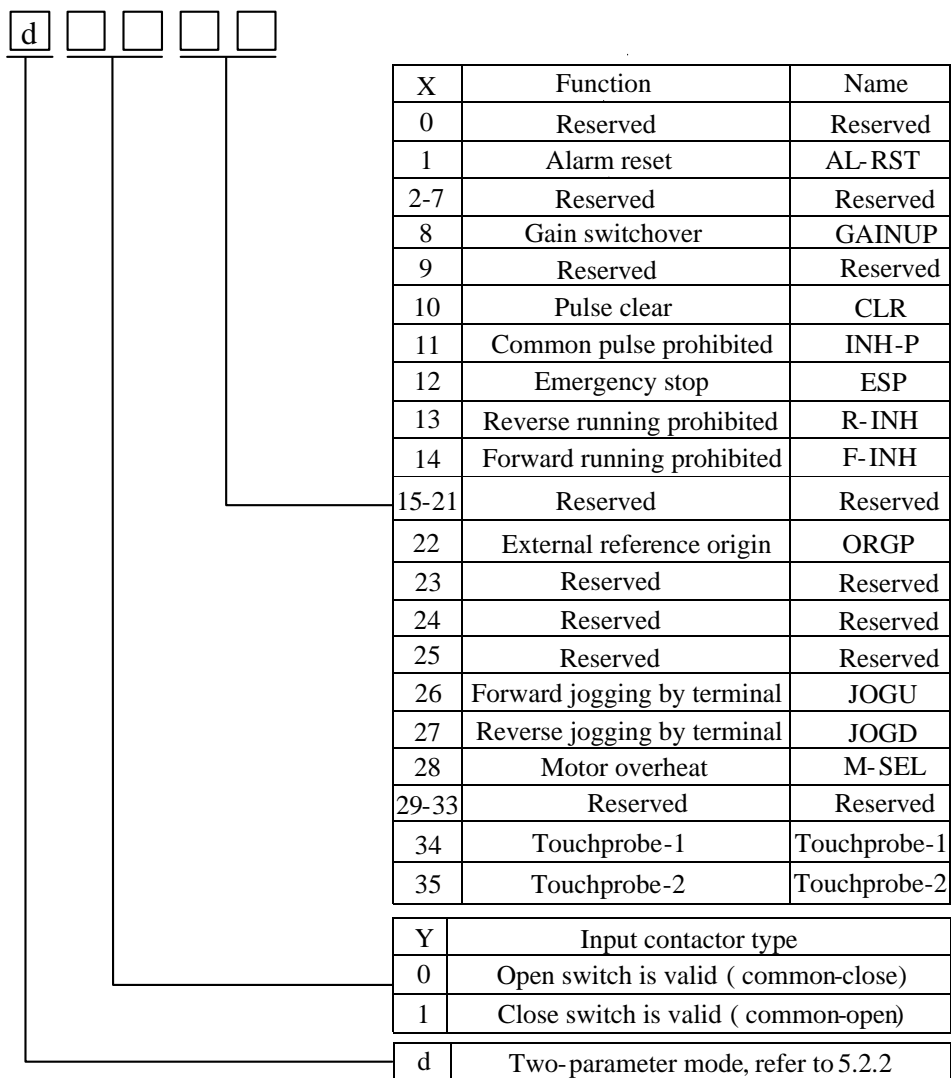 d
X Function Name
0 Reserved Reserved
1 Alarm reset AL-RST
2-7 Reserved Reserved
8 Gain switchover GAINUP
9 Reserved Reserved
10 Pulse clear CLR
11 Common pulse prohibited INH-P
12 Emergency stop ESP
13 Reverse running prohibited R-INH
14 Forward running prohibited F-INH
15-21 Reserved Reserved
22 External reference origin ORGP
23 Reserved Reserved
24 Reserved Reserved
25 Reserved Reserved
26 Forward jogging by terminal JOGU
27 Reverse jogging by terminal JOGD
28 Motor overheat M-SEL
29-33 Reserved Reserved
34 Touchprobe-1 Touchprobe-1
35 Touchprobe-2 Touchprobe-2
Y Input contactor type
0 Open switch is valid ( common-close)
1 Close switch is valid ( common-open)
d Two-parameter mode, refer to 5.2.2